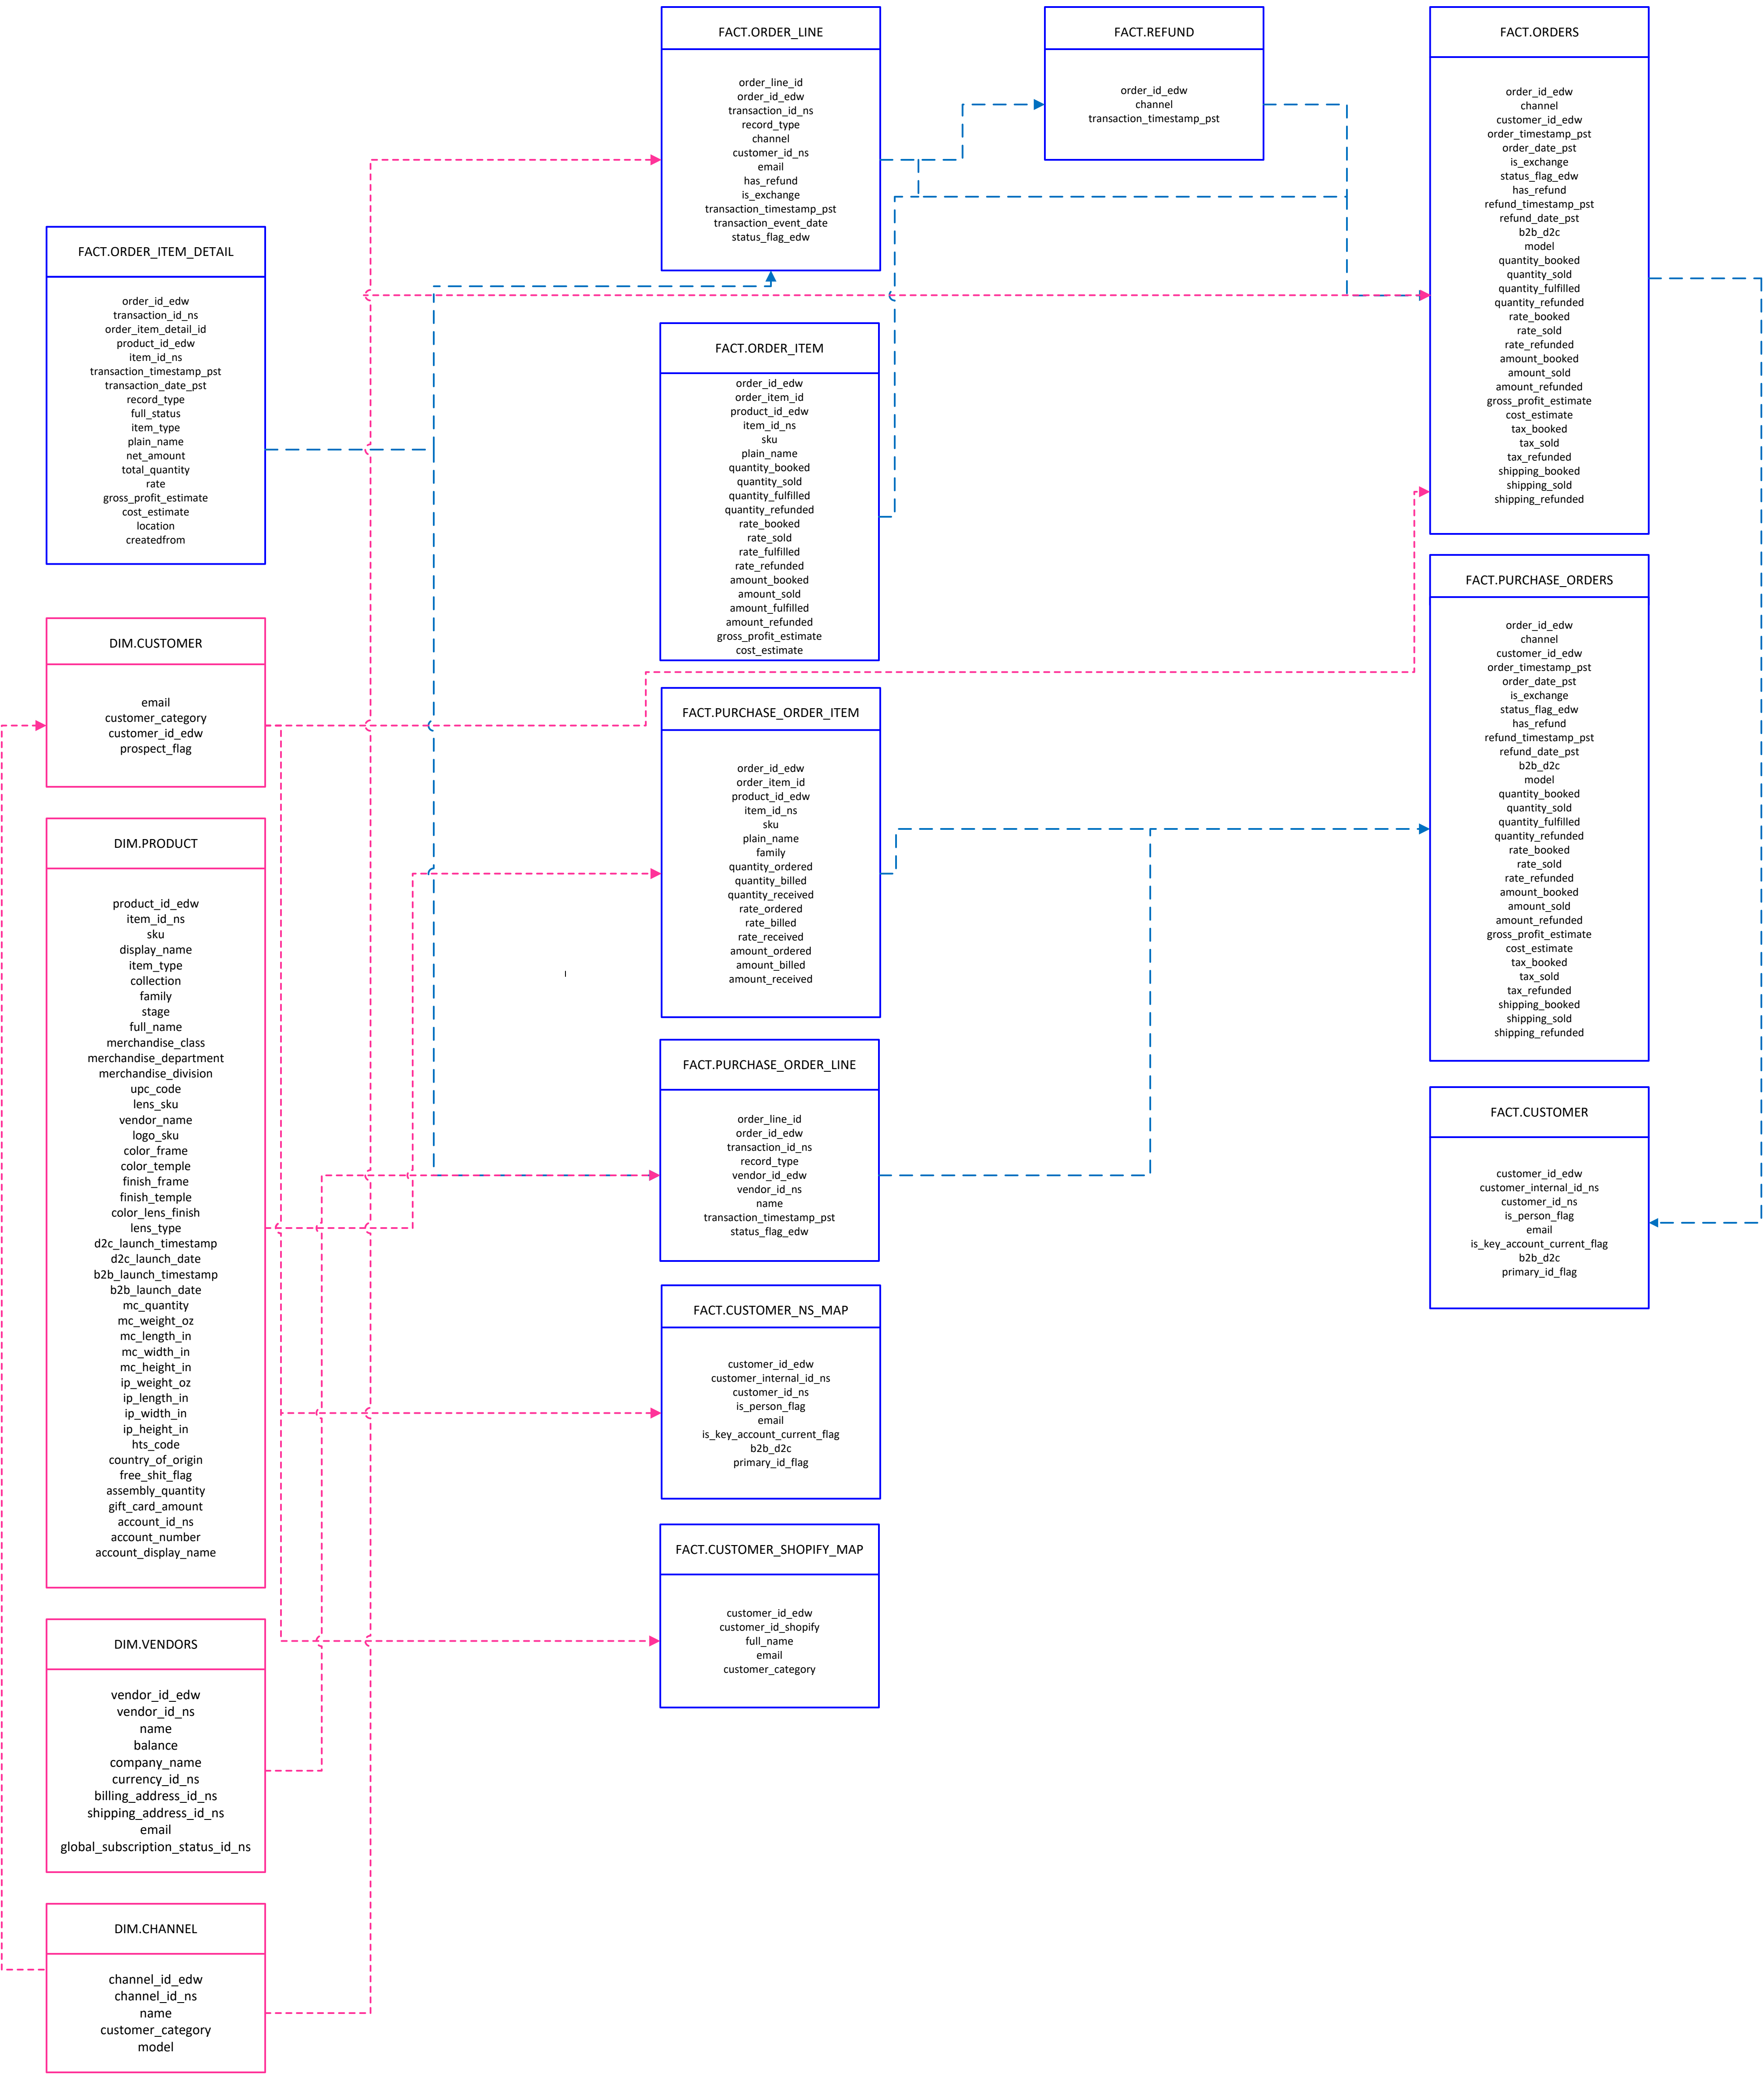 FACT.ORDER_LINE
order_line_id
order_id_edw
transaction_id_ns
record_type
channel
customer_id_ns
email
has_refund
is_exchange
transaction_timestamp_pst
transaction_event_date
status_flag_edw
FACT.REFUND
order_id_edw
channel
transaction_timestamp_pst
FACT.ORDERS
order_id_edw
channel
customer_id_edw
order_timestamp_pst
order_date_pst
is_exchange
status_flag_edw
has_refund
refund_timestamp_pst
refund_date_pst
b2b_d2c
model
quantity_booked
quantity_sold
quantity_fulfilled
quantity_refunded
rate_booked
rate_sold
rate_refunded
amount_booked
amount_sold
amount_refunded
gross_profit_estimate
cost_estimate
tax_booked
tax_sold
tax_refunded
shipping_booked
shipping_sold
shipping_refunded
FACT.ORDER_ITEM_DETAIL
order_id_edw
transaction_id_ns
order_item_detail_id
product_id_edw
item_id_ns
transaction_timestamp_pst
transaction_date_pst
record_type
full_status
item_type
plain_name
net_amount
total_quantity
rate
gross_profit_estimate
cost_estimate
location
createdfrom
FACT.ORDER_ITEM
order_id_edw
order_item_id
product_id_edw
item_id_ns
sku
plain_name
quantity_booked
quantity_sold
quantity_fulfilled
quantity_refunded
rate_booked
rate_sold
rate_fulfilled
rate_refunded
amount_booked
amount_sold
amount_fulfilled
amount_refunded
gross_profit_estimate
cost_estimate
FACT.PURCHASE_ORDERS
order_id_edw
channel
customer_id_edw
order_timestamp_pst
order_date_pst
is_exchange
status_flag_edw
has_refund
refund_timestamp_pst
refund_date_pst
b2b_d2c
model
quantity_booked
quantity_sold
quantity_fulfilled
quantity_refunded
rate_booked
rate_sold
rate_refunded
amount_booked
amount_sold
amount_refunded
gross_profit_estimate
cost_estimate
tax_booked
tax_sold
tax_refunded
shipping_booked
shipping_sold
shipping_refunded
DIM.CUSTOMER
email
customer_category
customer_id_edw
prospect_flag
FACT.PURCHASE_ORDER_ITEM
order_id_edw
order_item_id
product_id_edw
item_id_ns
sku
plain_name
family
quantity_ordered
quantity_billed
quantity_received
rate_ordered
rate_billed
rate_received
amount_ordered
amount_billed
amount_received
DIM.PRODUCT
product_id_edw
item_id_ns
sku
display_name
item_type
collection
family
stage
full_name
merchandise_class
merchandise_department
merchandise_division
upc_code
lens_sku
vendor_name
logo_sku
color_frame
color_temple
finish_frame
finish_temple
color_lens_finish
lens_type
d2c_launch_timestamp
d2c_launch_date
b2b_launch_timestamp
b2b_launch_date
mc_quantity
mc_weight_oz
mc_length_in
mc_width_in
mc_height_in
ip_weight_oz
ip_length_in
ip_width_in
ip_height_in
hts_code
country_of_origin
free_shit_flag
assembly_quantity
gift_card_amount
account_id_ns
account_number
account_display_name
FACT.PURCHASE_ORDER_LINE
order_line_id
order_id_edw
transaction_id_ns
record_type
vendor_id_edw
vendor_id_ns
name
transaction_timestamp_pst
status_flag_edw
FACT.CUSTOMER
customer_id_edw
customer_internal_id_ns
customer_id_ns
is_person_flag
email
is_key_account_current_flag
b2b_d2c
primary_id_flag
FACT.CUSTOMER_NS_MAP
customer_id_edw
customer_internal_id_ns
customer_id_ns
is_person_flag
email
is_key_account_current_flag
b2b_d2c
primary_id_flag
FACT.CUSTOMER_SHOPIFY_MAP
customer_id_edw
customer_id_shopify
full_name
email
customer_category
DIM.VENDORS
vendor_id_edw
vendor_id_ns
name
balance
company_name
currency_id_ns
billing_address_id_ns
shipping_address_id_ns
email
global_subscription_status_id_ns
DIM.CHANNEL
channel_id_edw
channel_id_ns
name
customer_category
model